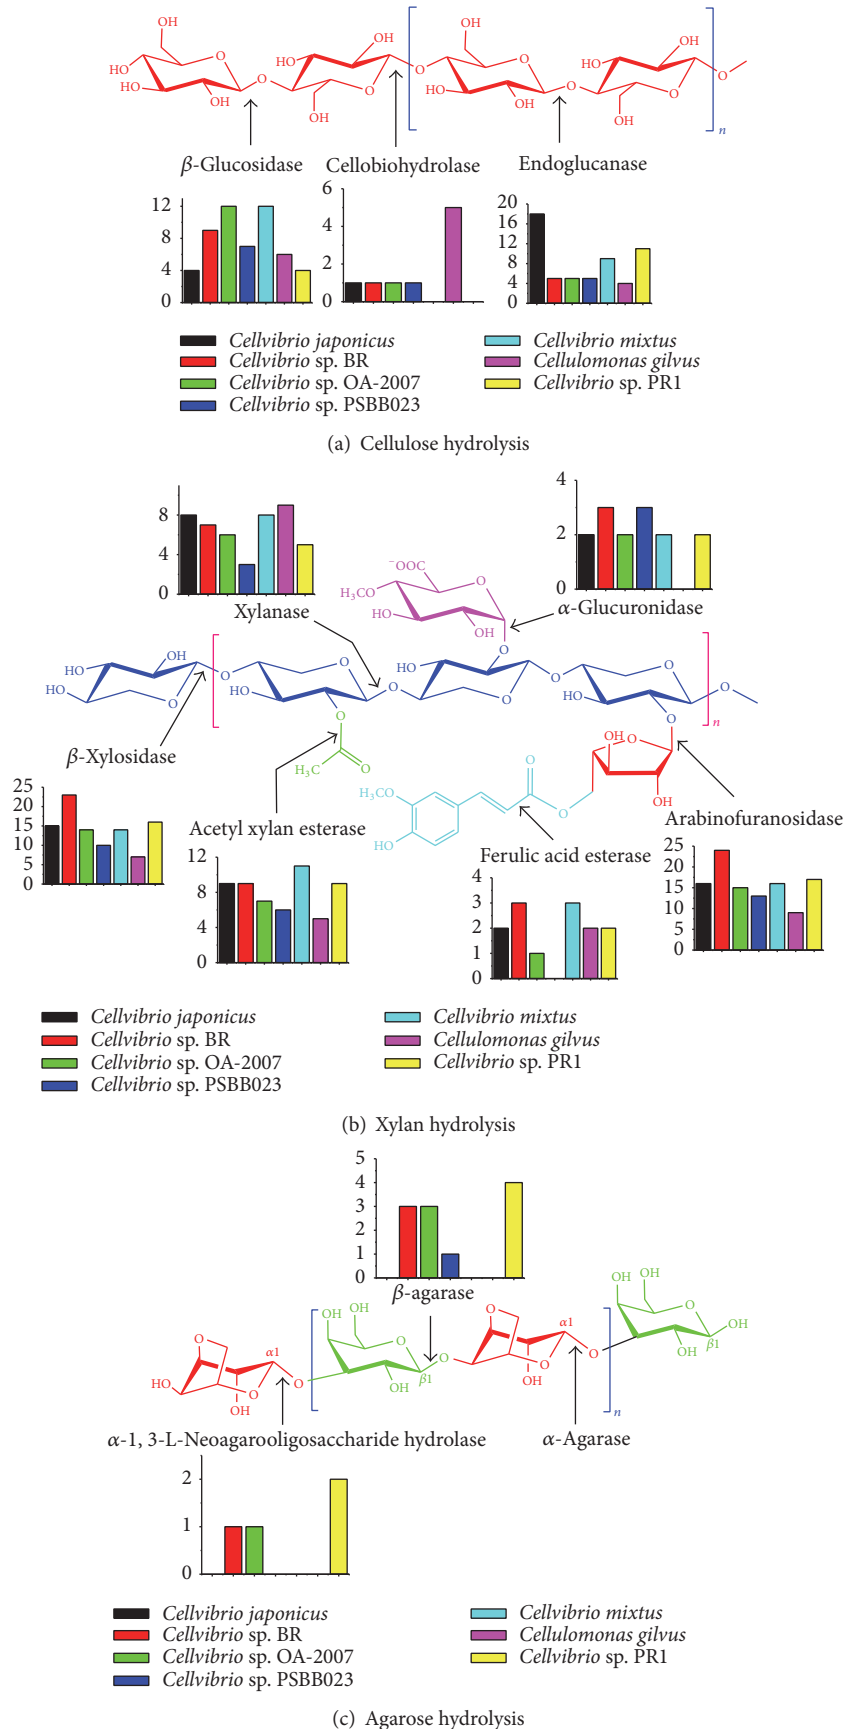 OH
OH
OH
OH
OH
O
HO
HO
OH
O
HO
OH
O
O
O
HO
OH
O
O
OH
HO
O
O
OH
n
β-Glucosidase
Cellobiohydrolase
Endoglucanase
12
8
4
0
6
4
2
0
20
16
12
8
4
0
Cellvibrio japonicus
Cellvibrio mixtus
Cellvibrio sp. BR
Cellulomonas gilvus
Cellvibrio sp. OA-2007
Cellvibrio sp. PR1
Cellvibrio sp. PSBB023
(a) Cellulose hydrolysis
8
4
0
4
2
0
Xylanase
α-Glucuronidase
−OOC
H3CO
O
HO
OH
O
O
HO
OH
HO
O
O
O
HO
O
O
HO
O
O
O
HO
O
O
O
n
β-Xylosidase
O
H3C
O
OH
O
OH
O
O
H3CO
HO
25
20
15
10
5
0
Acetyl xylan esterase
12
8
4
0
Ferulic acid esterase
4
3
2
1
0
Arabinofuranosidase
25
20
15
10
5
0
Cellvibrio japonicus
Cellvibrio mixtus
Cellvibrio sp. BR
Cellulomonas gilvus
Cellvibrio sp. OA-2007
Cellvibrio sp. PR1
Cellvibrio sp. PSBB023
(b) Xylan hydrolysis
5
4
3
2
1
0
β-agarase
OH
OH
O
OH
OH
β1
OH
OH
O
OH
O
β1
O
O
α1
OH
O
O
α1
HO
O
OH
O
n
α-1, 3-L-Neoagarooligosaccharide hydrolase
α-Agarase
2
1
0
Cellvibrio japonicus
Cellvibrio mixtus
Cellvibrio sp. BR
Cellulomonas gilvus
Cellvibrio sp. OA-2007
Cellvibrio sp. PR1
Cellvibrio sp. PSBB023
(c) Agarose hydrolysis